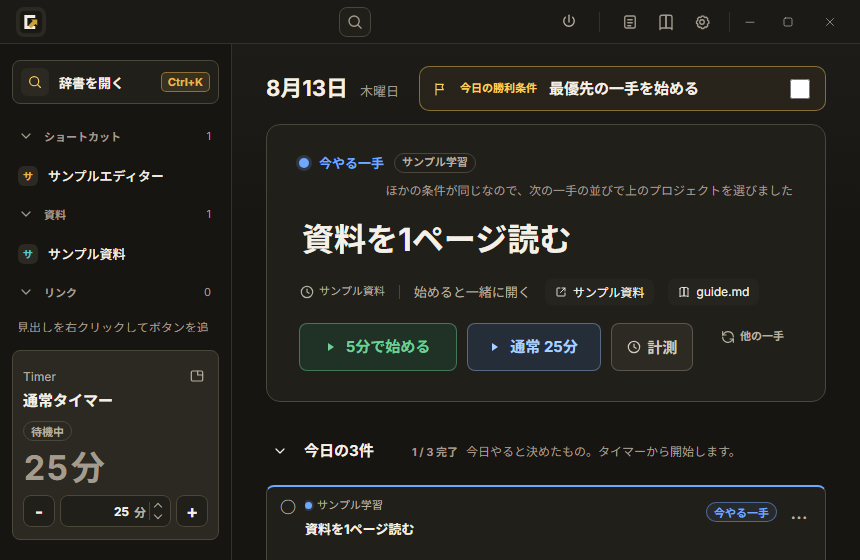 辞書を開く Ctrl+K
ショートカット 1
サ サンプルエディター
資料 1
サ サンプル資料
リンク 0
見出しを右クリックしてボタンを追
Timer
通常タイマー
待機中
25分
- 25 分 +
8月13日 木曜日
今日の勝利条件 最優先の一手を始める
今やる一手 サンプル学習
ほかの条件が同じなので、次の一手の並びで上のプロジェクトを選びました
資料を1ページ読む
サンプル資料 始めると一緒に開く サンプル資料 guide.md
5分で始める 通常 25分 計測 他の一手
今日の3件 1 / 3 完了 今日やると決めたもの。タイマーから開始します。
サンプル学習
資料を1ページ読む
今やる一手